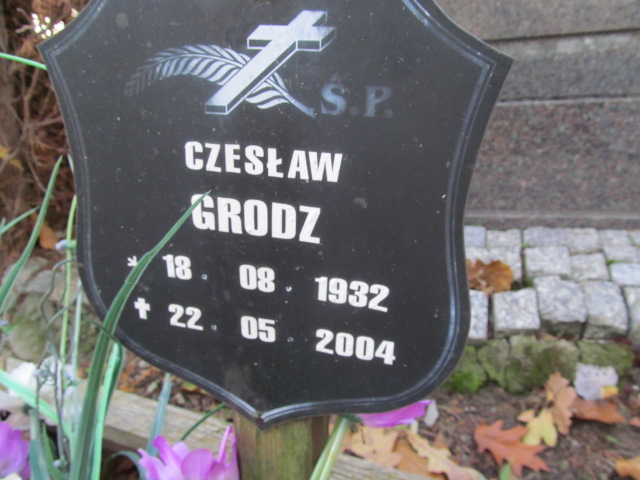 Ś.P.
CZESŁAW
GRODZ
* 18. 08. 1932
✝ 22. 05. 2004